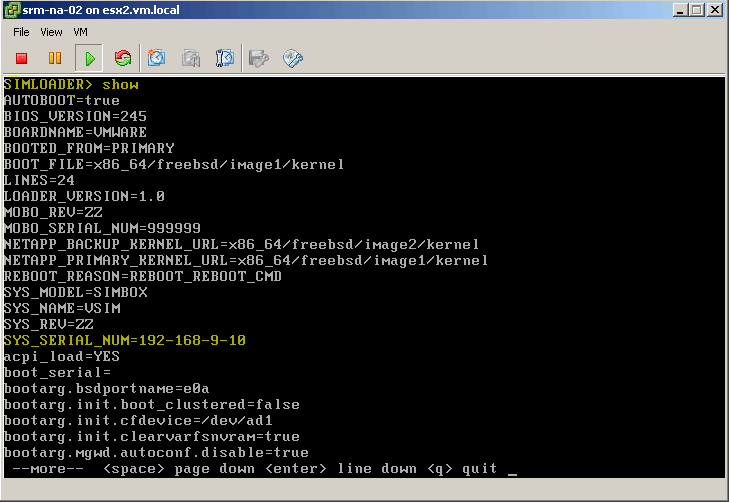 srm-na-02 on esx2.vm.local
File View VM
SIMLOADER> show
AUTOBOOT=true
BIOS_VERSION=245
BOARDNAME=VMWARE
BOOTED_FROM=PRIMARY
BOOT_FILE=x86_64/freebsd/image1/kernel
LINES=24
LOADER_VERSION=1.0
MOBO_REV=ZZ
MOBO_SERIAL_NUM=999999
NETAPP_BACKUP_KERNEL_URL=x86_64/freebsd/image2/kernel
NETAPP_PRIMARY_KERNEL_URL=x86_64/freebsd/image1/kernel
REBOOT_REASON=REBOOT_REBOOT_CMD
SYS_MODEL=SIMBOX
SYS_NAME=VSIM
SYS_REV=ZZ
SYS_SERIAL_NUM=192-168-9-10
acpi_load=YES
boot_serial=
bootarg.bsdportname=e0a
bootarg.init.boot_clustered=false
bootarg.init.cfdevice=/dev/ad1
bootarg.init.clearvarfsnvram=true
bootarg.mgwd.autoconf.disable=true
--more-- <space> page down <enter> line down <q> quit _